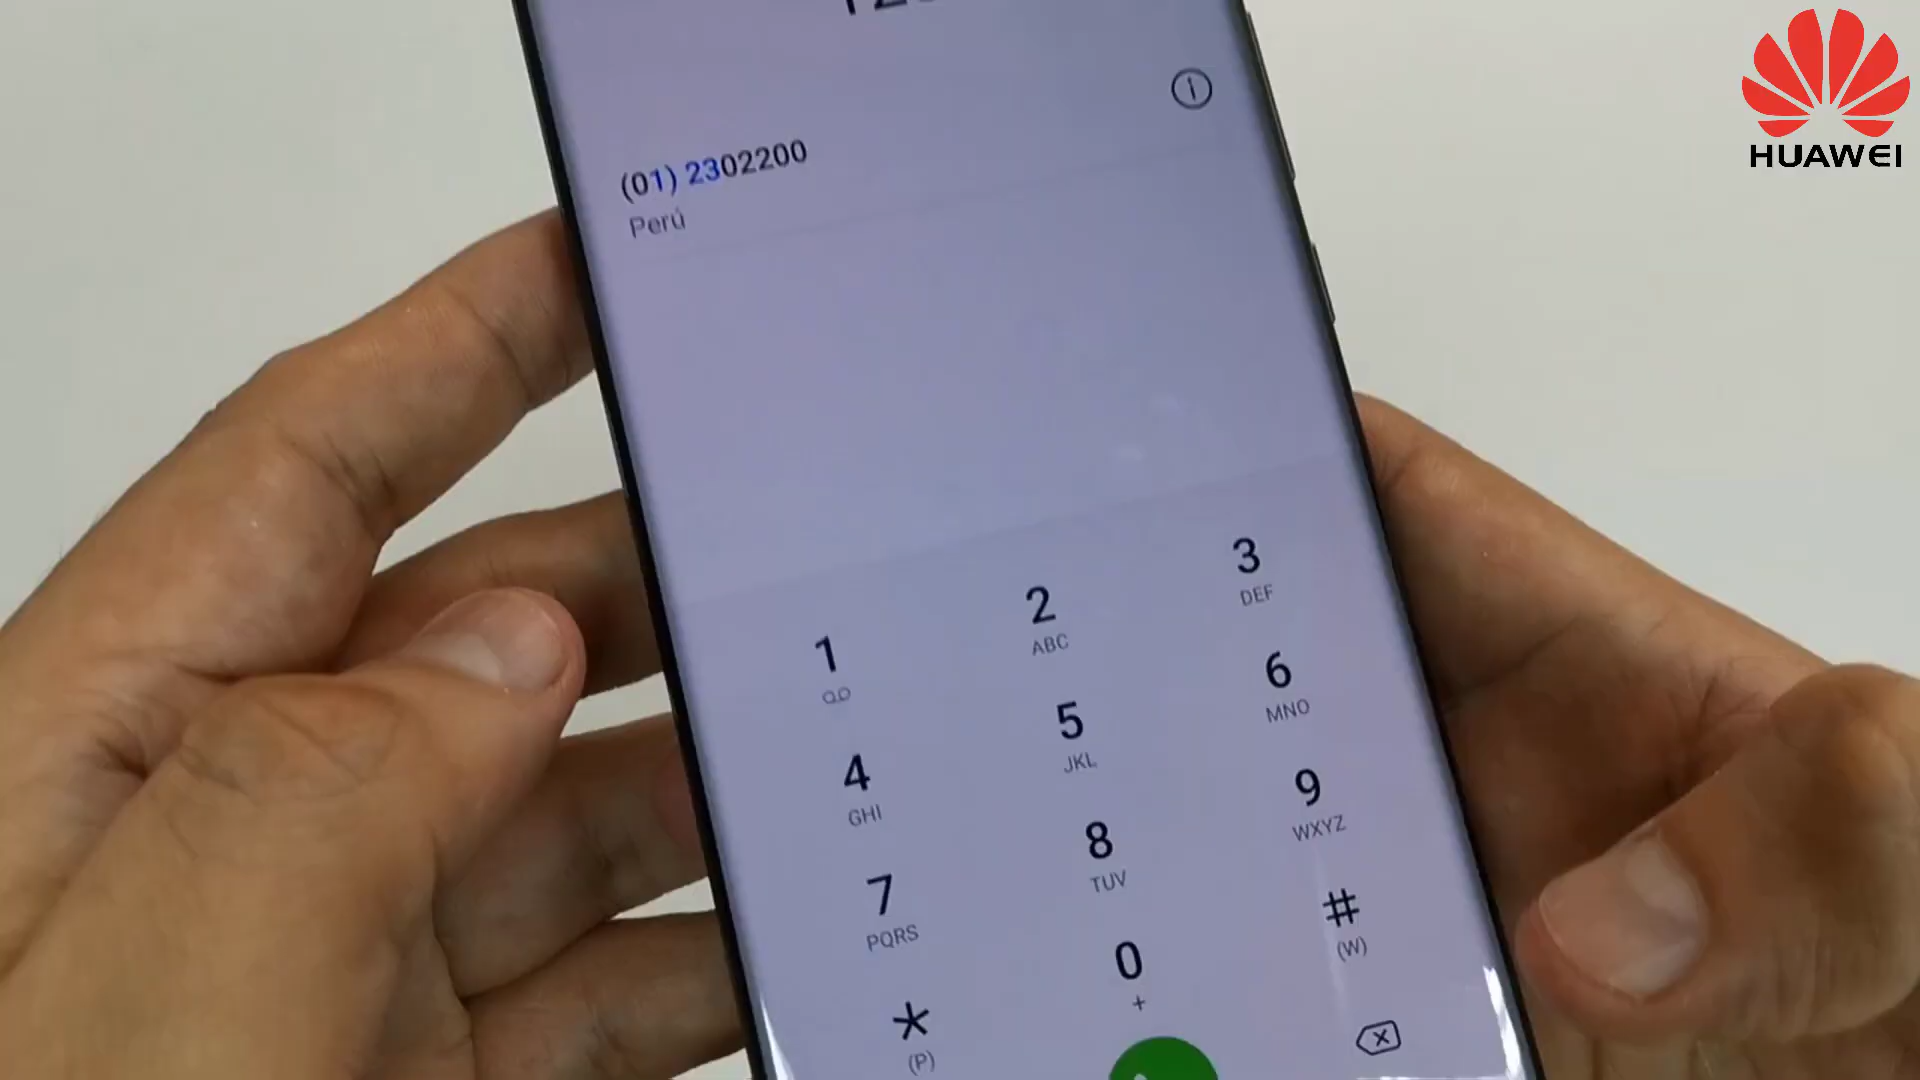 HUAWEI
(01) 2302200
Perú
1
2
ABC
3
DEF
4
GHI
5
JKL
6
MNO
7
PQRS
8
TUV
9
WXYZ
*
(P)
0
+
#
(W)